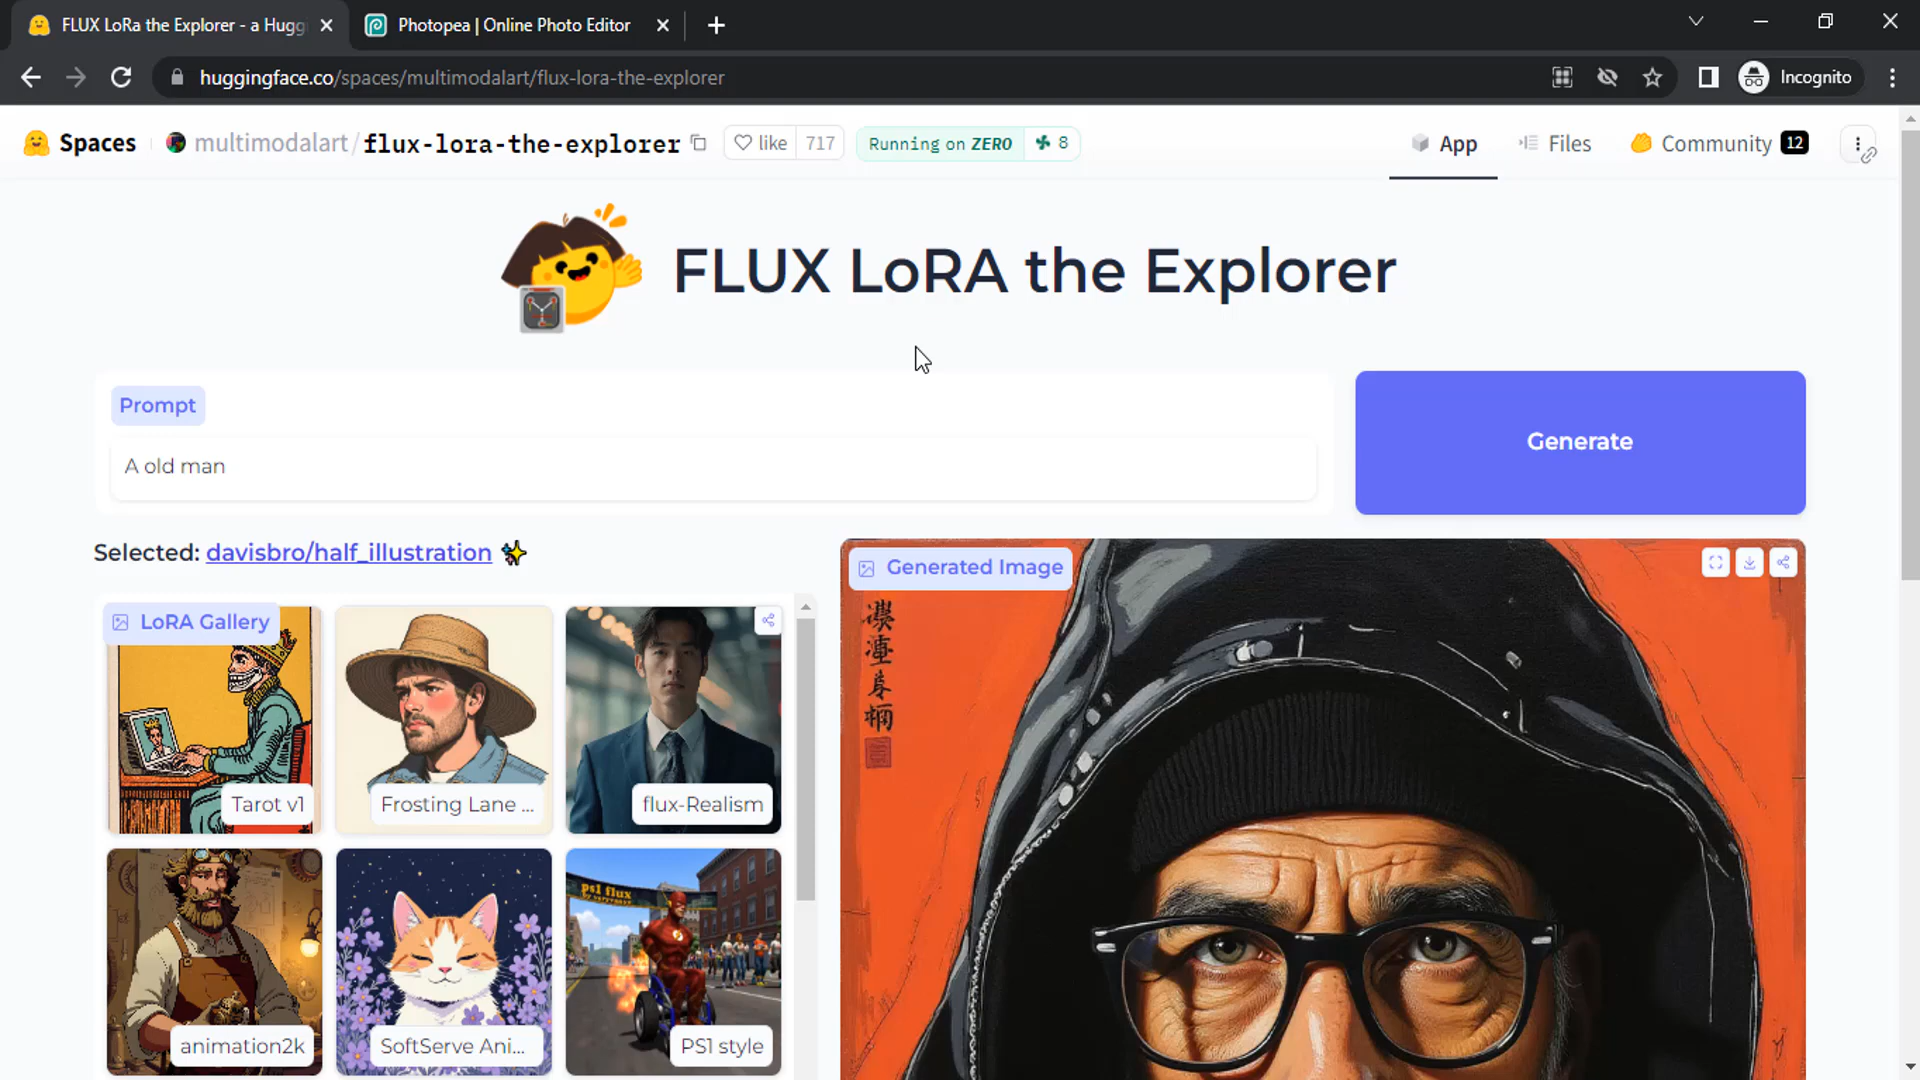 FLUX LoRa the Explorer - a Hugg
Photopea | Online Photo Editor
huggingface.co/spaces/multimodalart/flux-lora-the-explorer
Incognito
Spaces
multimodalart/flux-lora-the-explorer
like
717
Running on ZERO
8
App
Files
Community
12
FLUX LoRA the Explorer
Prompt
A old man
Generate
Selected: davisbro/half_illustration
LoRA Gallery
Tarot v1
Frosting Lane ...
flux-Realism
animation2k
SoftServe Ani...
ps1 flux
PS1 style
Generated Image